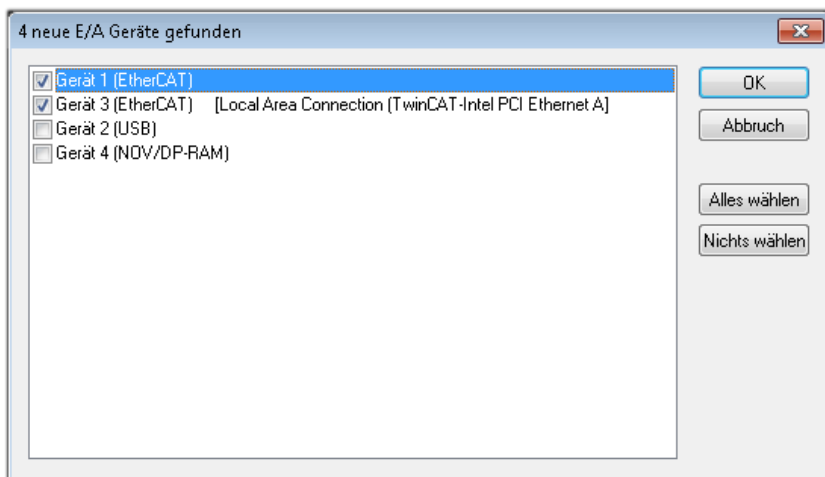 4 neue E/A Geräte gefunden
Gerät 1 (EtherCAT)
Gerät 3 (EtherCAT) [Local Area Connection (TwinCAT-Intel PCI Ethernet A]
Gerät 2 (USB)
Gerät 4 (NOV/DP-RAM)
OK
Abbruch
Alles wählen
Nichts wählen